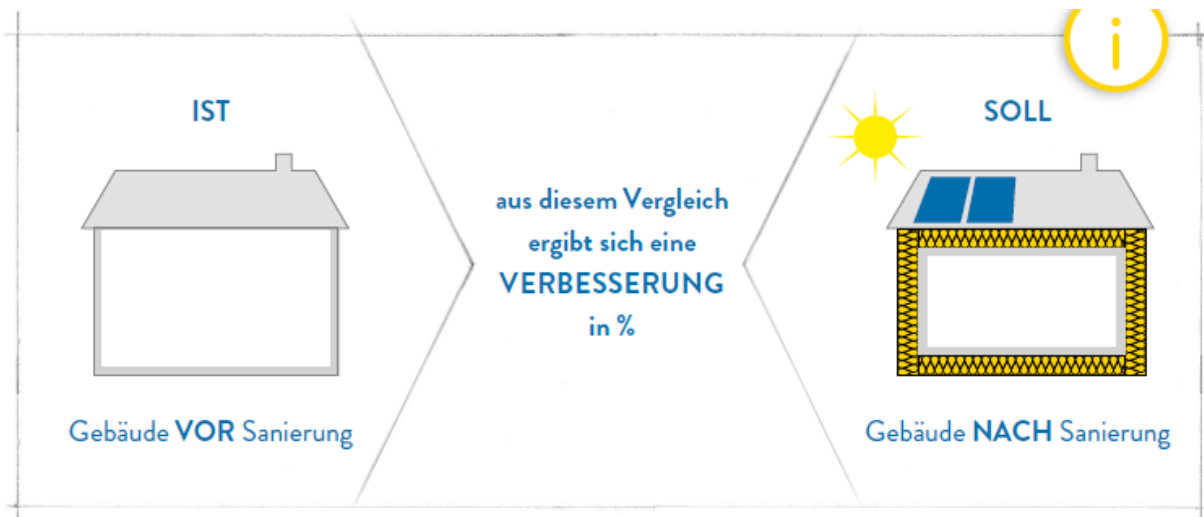 IST
Gebäude VOR Sanierung
aus diesem Vergleich
ergibt sich eine
VERBESSERUNG
in %
i
SOLL
Gebäude NACH Sanierung